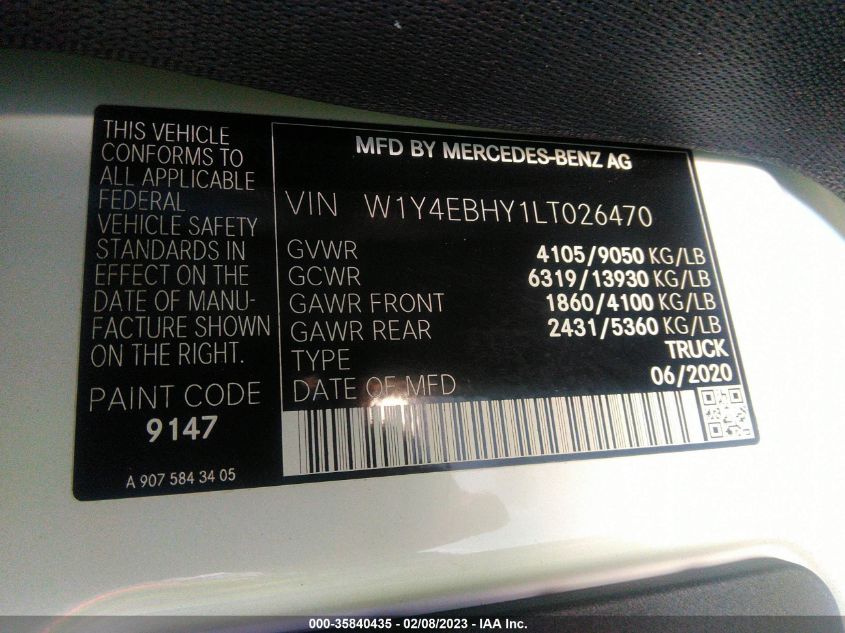 THIS VEHICLE
CONFORMS TO
ALL APPLICABLE
FEDERAL
VEHICLE SAFETY
STANDARDS IN
EFFECT ON THE
DATE OF MANU-
FACTURE SHOWN
ON THE RIGHT.
PAINT CODE
9147
A 907 584 34 05
MFD BY MERCEDES-BENZ AG
VIN W1Y4EBHY1LT026470
GVWR 4105/9050 KG/LB
GCWR 6319/13930 KG/LB
GAWR FRONT 1860/4100 KG/LB
GAWR REAR 2431/5360 KG/LB
TYPE TRUCK
DATE OF MFD 06/2020
000-35840435 - 02/08/2023 - IAA Inc.